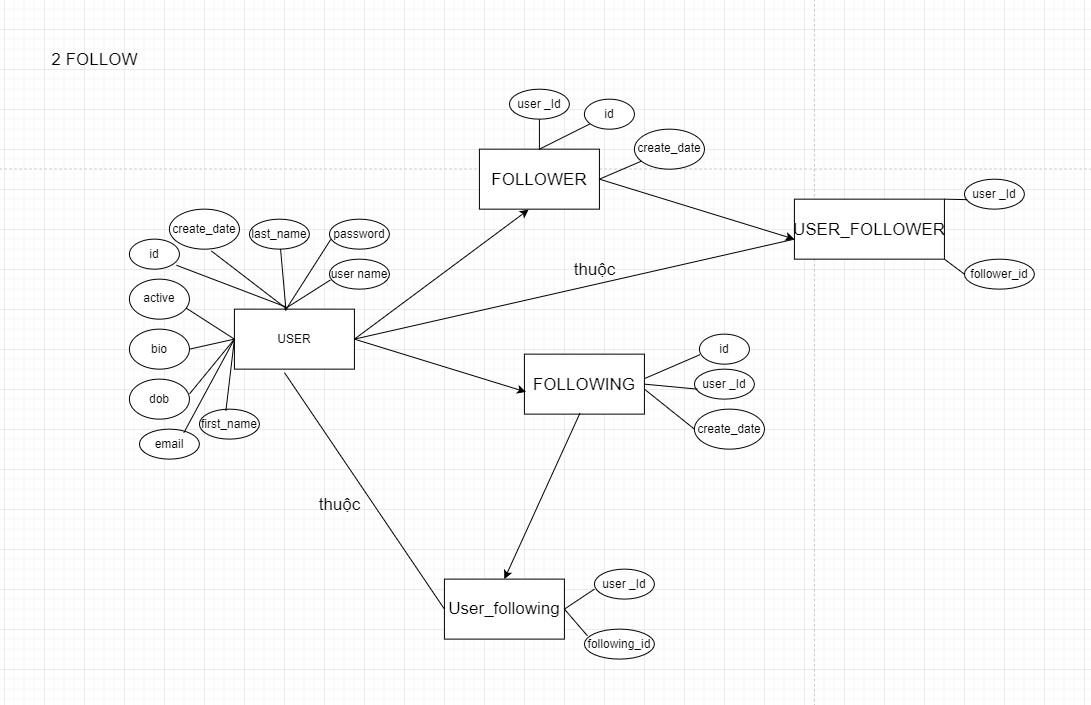 2 FOLLOW
user _Id
id
create_date
FOLLOWER
user _Id
USER_FOLLOWER
follower_id
create_date
last_name
password
id
user name
thuộc
active
USER
bio
dob
first_name
email
id
FOLLOWING
user _Id
create_date
thuộc
user _Id
User_following
following_id